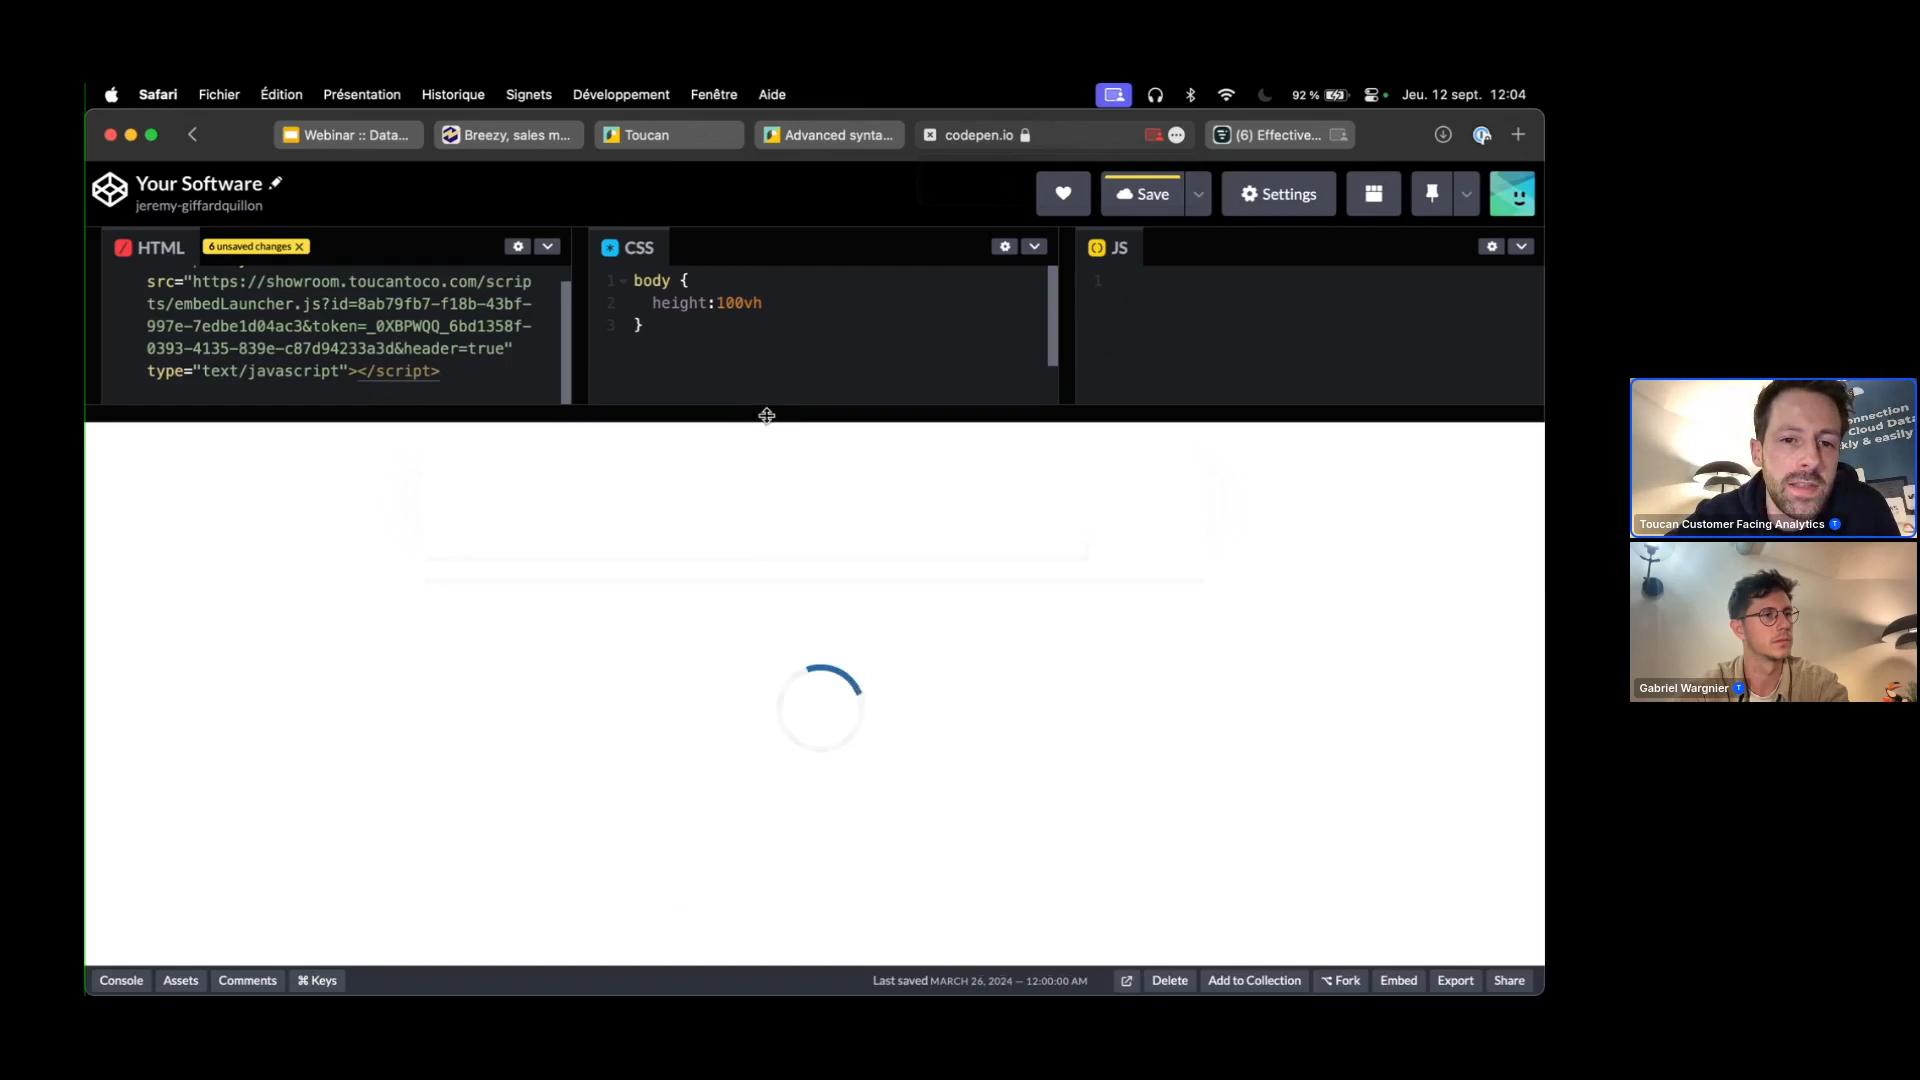 Safari Fichier Édition Présentation Historique Signets Développement Fenêtre Aide 92 % Jeu. 12 sept. 12:04
Webinar :: Data... Breezy, sales m... Toucan Advanced synta... codepen.io (6) Effective...
Your Software
jeremy-giffardquillon
Save
Settings
HTML 6 unsaved changes X
CSS
JS
src="https://showroom.toucantoco.com/scrip
ts/embedLauncher.js?id=8ab79fb7-f18b-43bf-
997e-7edbe1d04ac3&token=_0XBPWQQ_6bd1358f-
0393-4135-839e-c87d94233a3d&header=true"
type="text/javascript"></script>
1 body {
2 height:100vh
3 }
1
onnection
Cloud Data
kly & easily
Toucan Customer Facing Analytics T
Gabriel Wargnier T
Console Assets Comments ⌘ Keys Last saved MARCH 26, 2024 — 12:00:00 AM Delete Add to Collection Fork Embed Export Share